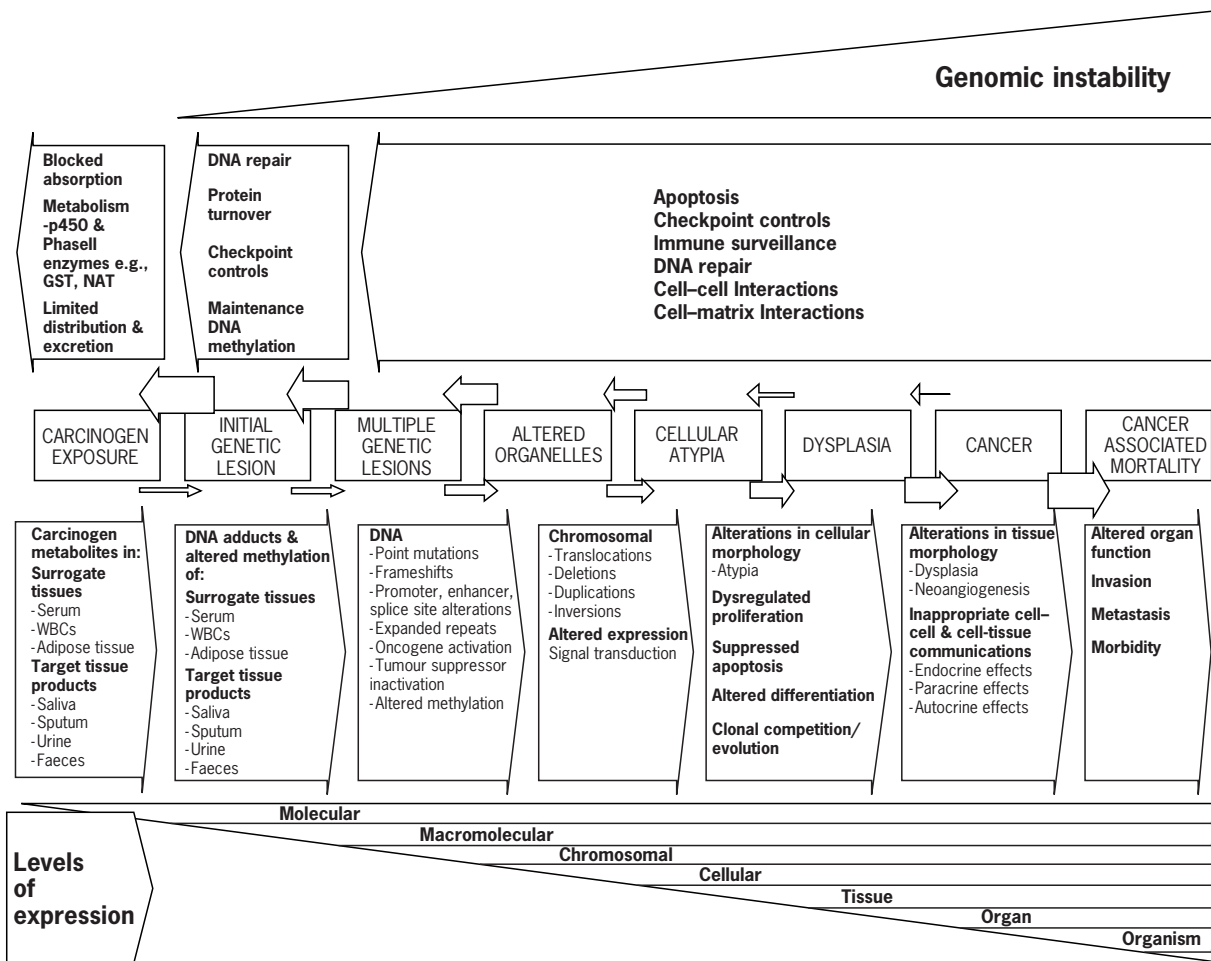 Genomic instability
Blocked
absorption
Metabolism
-p450 &
PhaseII
enzymes e.g.,
GST, NAT
Limited
distribution &
excretion
DNA repair
Protein
turnover
Checkpoint
controls
Maintenance
DNA
methylation
Apoptosis
Checkpoint controls
Immune surveillance
DNA repair
Cell–cell Interactions
Cell–matrix Interactions
CARCINOGEN
EXPOSURE
INITIAL
GENETIC
LESION
MULTIPLE
GENETIC
LESIONS
ALTERED
ORGANELLES
CELLULAR
ATYPIA
DYSPLASIA
CANCER
CANCER
ASSOCIATED
MORTALITY
Carcinogen
metabolites in:
Surrogate
tissues
-Serum
-WBCs
-Adipose tissue
Target tissue
products
-Saliva
-Sputum
-Urine
-Faeces
DNA adducts &
altered methylation
of:
Surrogate tissues
-Serum
-WBCs
-Adipose tissue
Target tissue
products
-Saliva
-Sputum
-Urine
-Faeces
DNA
-Point mutations
-Frameshifts
-Promoter, enhancer,
splice site alterations
-Expanded repeats
-Oncogene activation
-Tumour suppressor
inactivation
-Altered methylation
Chromosomal
-Translocations
-Deletions
-Duplications
-Inversions
Altered expression
Signal transduction
Alterations in cellular
morphology
-Atypia
Dysregulated
proliferation
Suppressed
apoptosis
Altered differentiation
Clonal competition/
evolution
Alterations in tissue
morphology
-Dysplasia
-Neoangiogenesis
Inappropriate cell–
cell & cell-tissue
communications
-Endocrine effects
-Paracrine effects
-Autocrine effects
Altered organ
function
Invasion
Metastasis
Morbidity
Levels
of
expression
Molecular
Macromolecular
Chromosomal
Cellular
Tissue
Organ
Organism